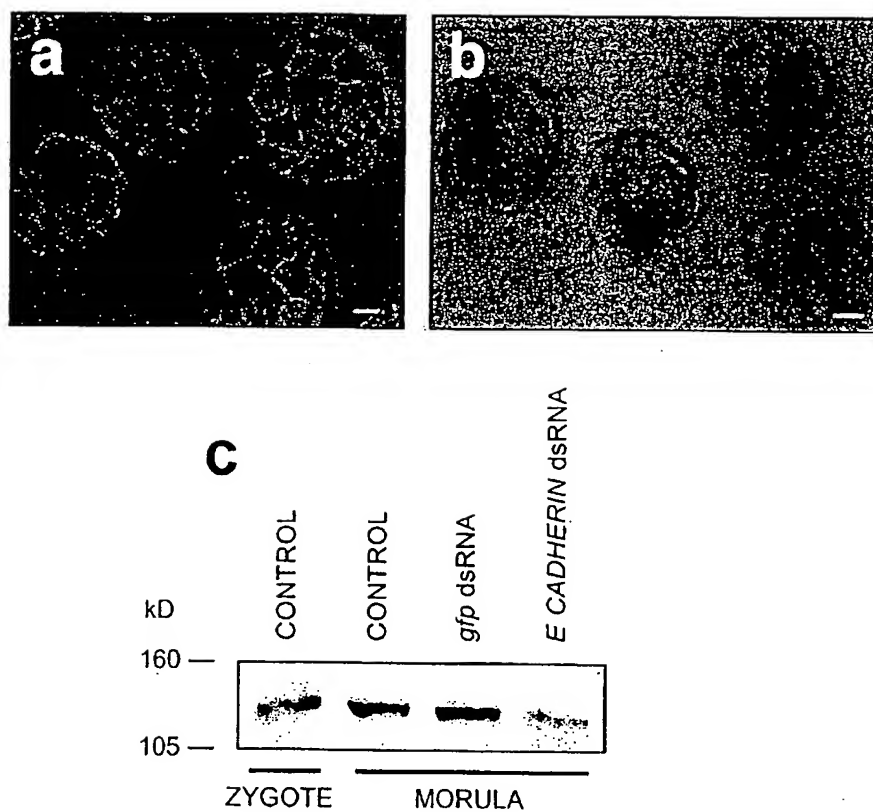 a
b
c
kD
CONTROL
CONTROL
gfp dsRNA
E CADHERIN dsRNA
160
105
ZYGOTE
MORULA